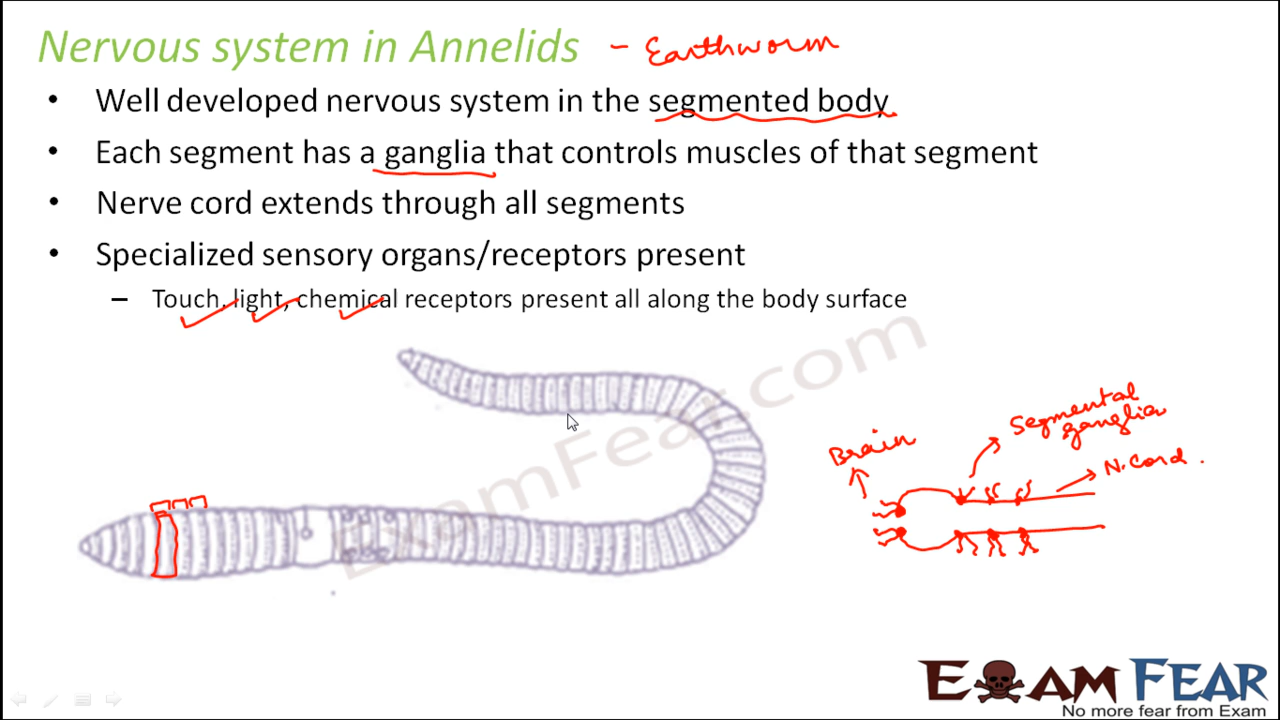 Nervous system in Annelids - Earthworm
• Well developed nervous system in the segmented body
• Each segment has a ganglia that controls muscles of that segment
• Nerve cord extends through all segments
• Specialized sensory organs/receptors present
– Touch, light, chemical receptors present all along the body surface
ExamFear.com
Segmental
ganglia
Brain
N.Cord.
EXAM FEAR
No more fear from Exam